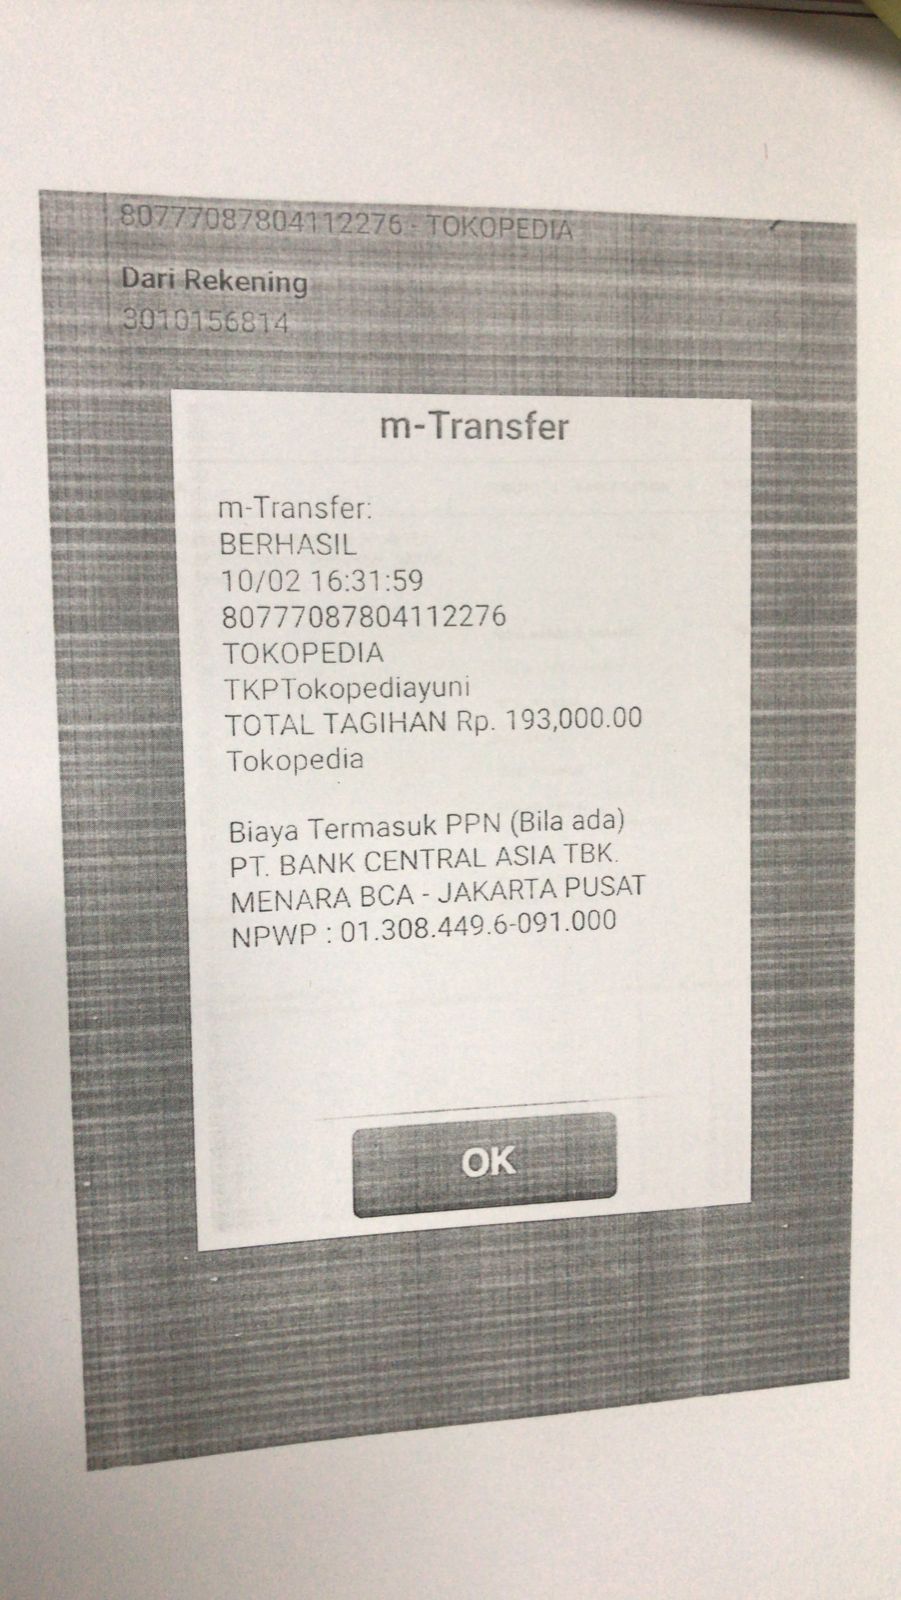 80777087804112276 - TOKOPEDIA
Dari Rekening
3010156814
m-Transfer
m-Transfer:
BERHASIL
10/02 16:31:59
80777087804112276
TOKOPEDIA
TKPTokopediayuni
TOTAL TAGIHAN Rp. 193,000.00
Tokopedia
Biaya Termasuk PPN (Bila ada)
PT. BANK CENTRAL ASIA TBK.
MENARA BCA - JAKARTA PUSAT
NPWP : 01.308.449.6-091.000
OK